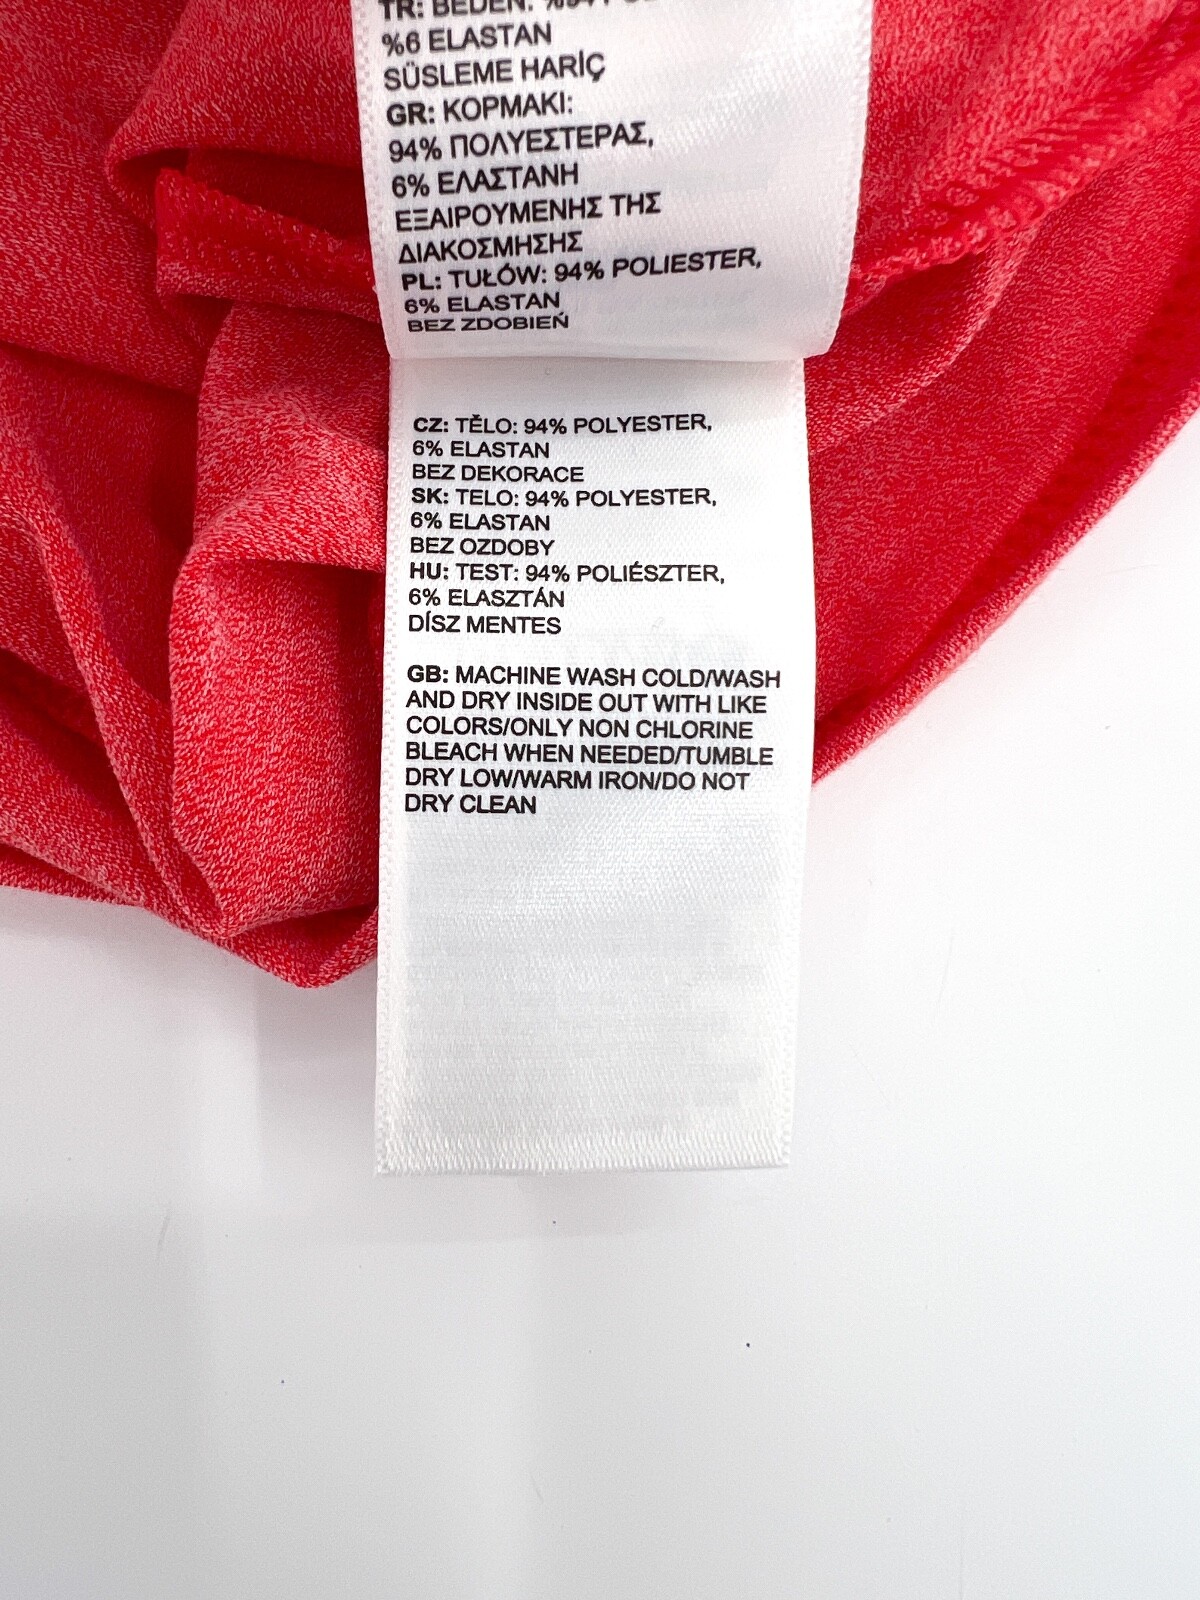 TR: BEDEN: %94
%6 ELASTAN
SÜSLEME HARİÇ
GR: ΚΟΡΜΑΚΙ:
94% ΠΟΛΥΕΣΤΕΡΑΣ,
6% ΕΛΑΣΤΑΝΗ
ΕΞΑΙΡΟΥΜΕΝΗΣ ΤΗΣ
ΔΙΑΚΟΣΜΗΣΗΣ
PL: TUŁÓW: 94% POLIESTER,
6% ELASTAN
BEZ ZDOBIEŃ
CZ: TĚLO: 94% POLYESTER,
6% ELASTAN
BEZ DEKORACE
SK: TELO: 94% POLYESTER,
6% ELASTAN
BEZ OZDOBY
HU: TEST: 94% POLIÉSZTER,
6% ELASZTÁN
DÍSZ MENTES
GB: MACHINE WASH COLD/WASH
AND DRY INSIDE OUT WITH LIKE
COLORS/ONLY NON CHLORINE
BLEACH WHEN NEEDED/TUMBLE
DRY LOW/WARM IRON/DO NOT
DRY CLEAN